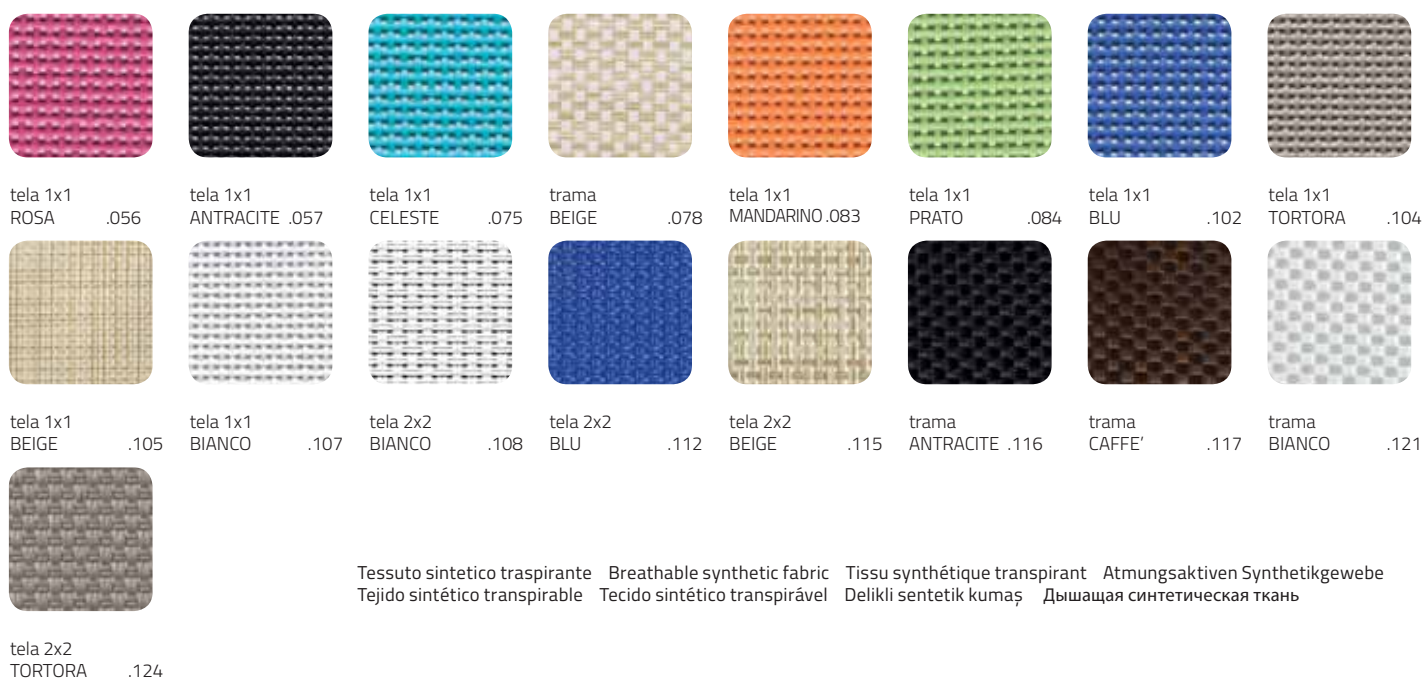 tela 1x1
ROSA .056
tela 1x1
ANTRACITE .057
tela 1x1
CELESTE .075
trama
BEIGE .078
tela 1x1
MANDARINO .083
tela 1x1
PRATO .084
tela 1x1
BLU .102
tela 1x1
TORTORA .104
tela 1x1
BEIGE .105
tela 1x1
BIANCO .107
tela 2x2
BIANCO .108
tela 2x2
BLU .112
tela 2x2
BEIGE .115
trama
ANTRACITE .116
trama
CAFFE’ .117
trama
BIANCO .121
tela 2x2
TORTORA .124
Tessuto sintetico traspirante Breathable synthetic fabric Tissu synthétique transpirant Atmungsaktiven Synthetikgewebe
Tejido sintético transpirable Tecido sintético transpirável Delikli sentetik kumaş Дышащая синтетическая ткань